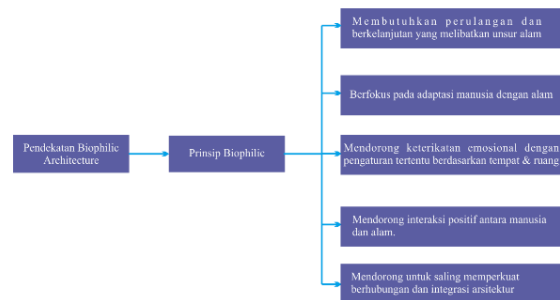 Pendekatan Biophilic
Architecture
Prinsip Biophilic
Membutuhkan perulangan dan
berkelanjutan yang melibatkan unsur alam
Berfokus pada adaptasi manusia dengan alam
Mendorong keterikatan emosional dengan
pengaturan tertentu berdasarkan tempat & ruang
Mendorong interaksi positif antara manusia
dan alam.
Mendorong untuk saling memperkuat
berhubungan dan integrasi arsitektur